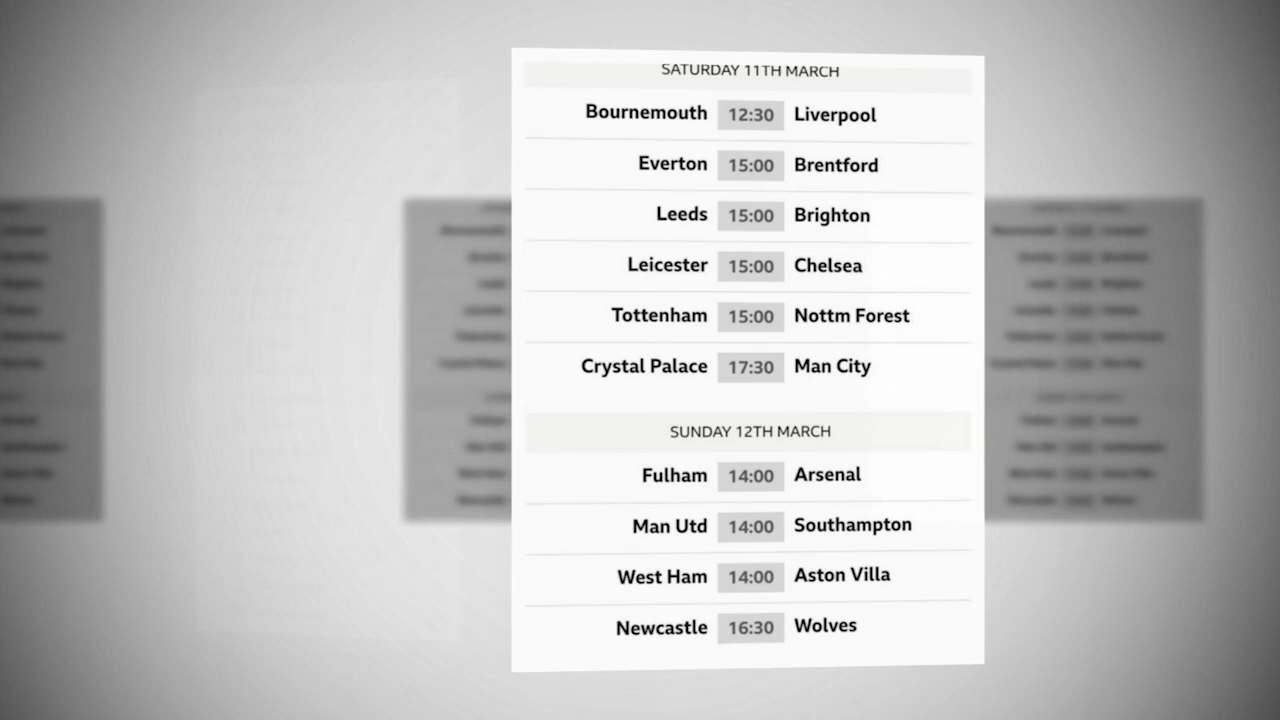 SATURDAY 11TH MARCH
Bournemouth 12:30 Liverpool
Everton 15:00 Brentford
Leeds 15:00 Brighton
Leicester 15:00 Chelsea
Tottenham 15:00 Nottm Forest
Crystal Palace 17:30 Man City
SUNDAY 12TH MARCH
Fulham 14:00 Arsenal
Man Utd 14:00 Southampton
West Ham 14:00 Aston Villa
Newcastle 16:30 Wolves